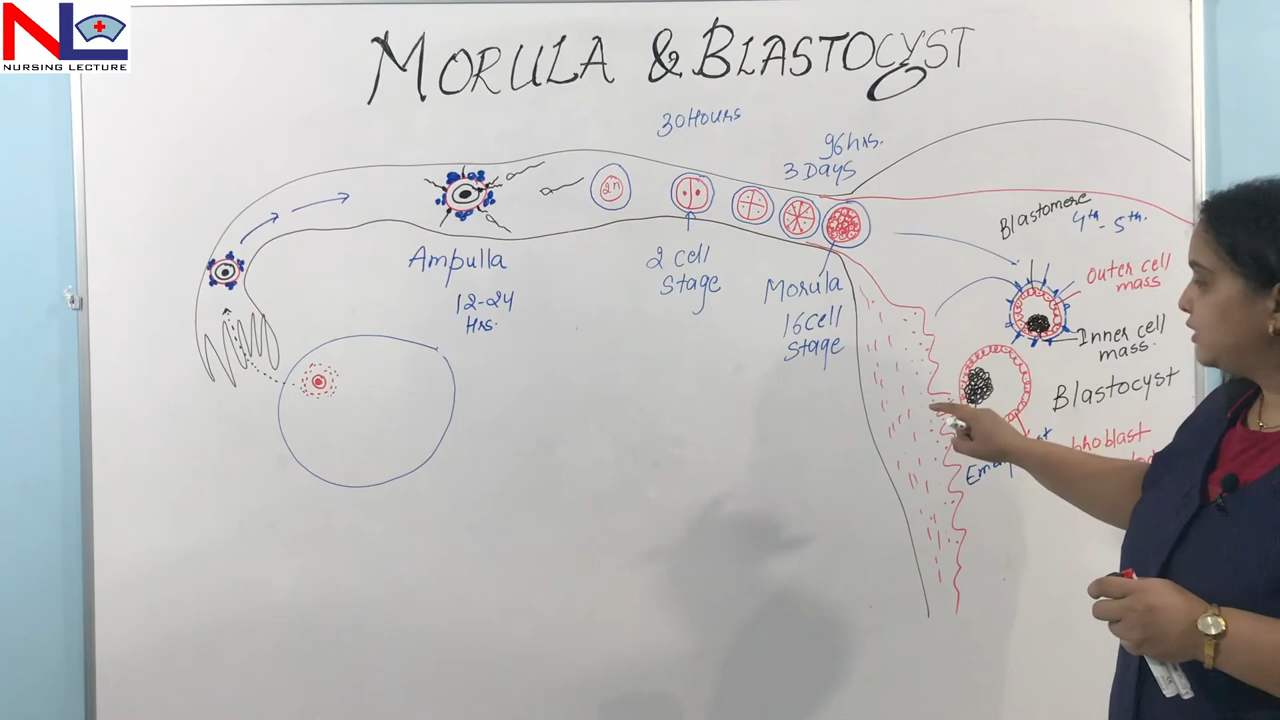 NL
NURSING LECTURE
MORULA & BLASTOCYST
30 Hours
96 hrs.
3 Days
2n
Blastomere
4th - 5th.
Ampulla
12-24
Hrs.
2 cell
stage
Morula
16 cell
stage
Outer cell
mass
Inner cell
mass.
Blastocyst